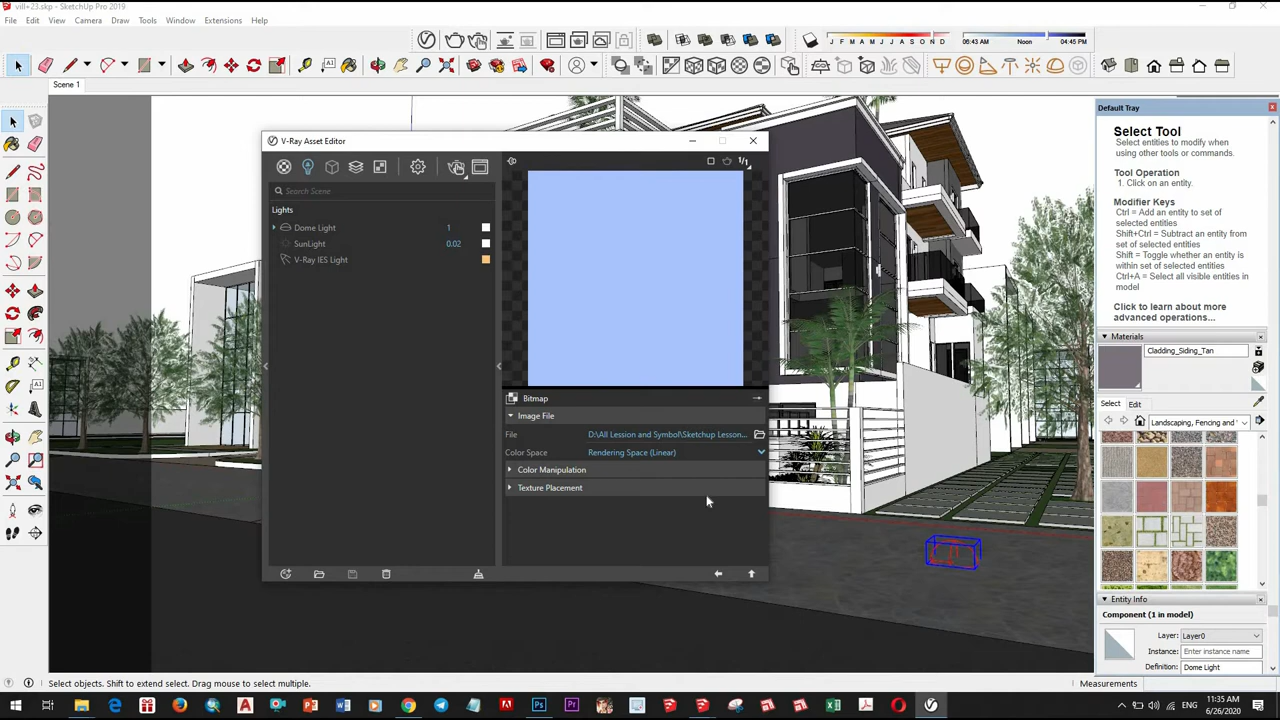 vill+23.skp - SketchUp Pro 2019
File Edit View Camera Draw Tools Window Extensions Help
J F M A M J J A S O N D
06:43 AM Noon 04:45 PM
Scene 1
Default Tray
Select Tool
Select entities to modify when
using other tools or commands.
Tool Operation
1. Click on an entity.
Modifier Keys
Ctrl = Add an entity to set of
selected entities
Shift+Ctrl = Subtract an entity
from set of selected entities
Shift = Toggle whether an entity is
within set of selected entities
Ctrl+A = Select all visible entities in
model
Click to learn about more
advanced operations...
Materials
Cladding_Siding_Tan
Select Edit
Landscaping, Fencing and
Entity Info
Component (1 in model)
Layer: Layer0
Instance: Enter instance name
Definition: Dome Light
V-Ray Asset Editor
Search Scene
Lights
Dome Light 1
SunLight 0.02
V-Ray IES Light
1/1
Bitmap
Image File
File D:\All Lession and Symbol\Sketchup Lesson...
Color Space Rendering Space (Linear)
Color Manipulation
Texture Placement
Select objects. Shift to extend select. Drag mouse to select multiple.
Measurements
ENG
11:35 AM
6/26/2020